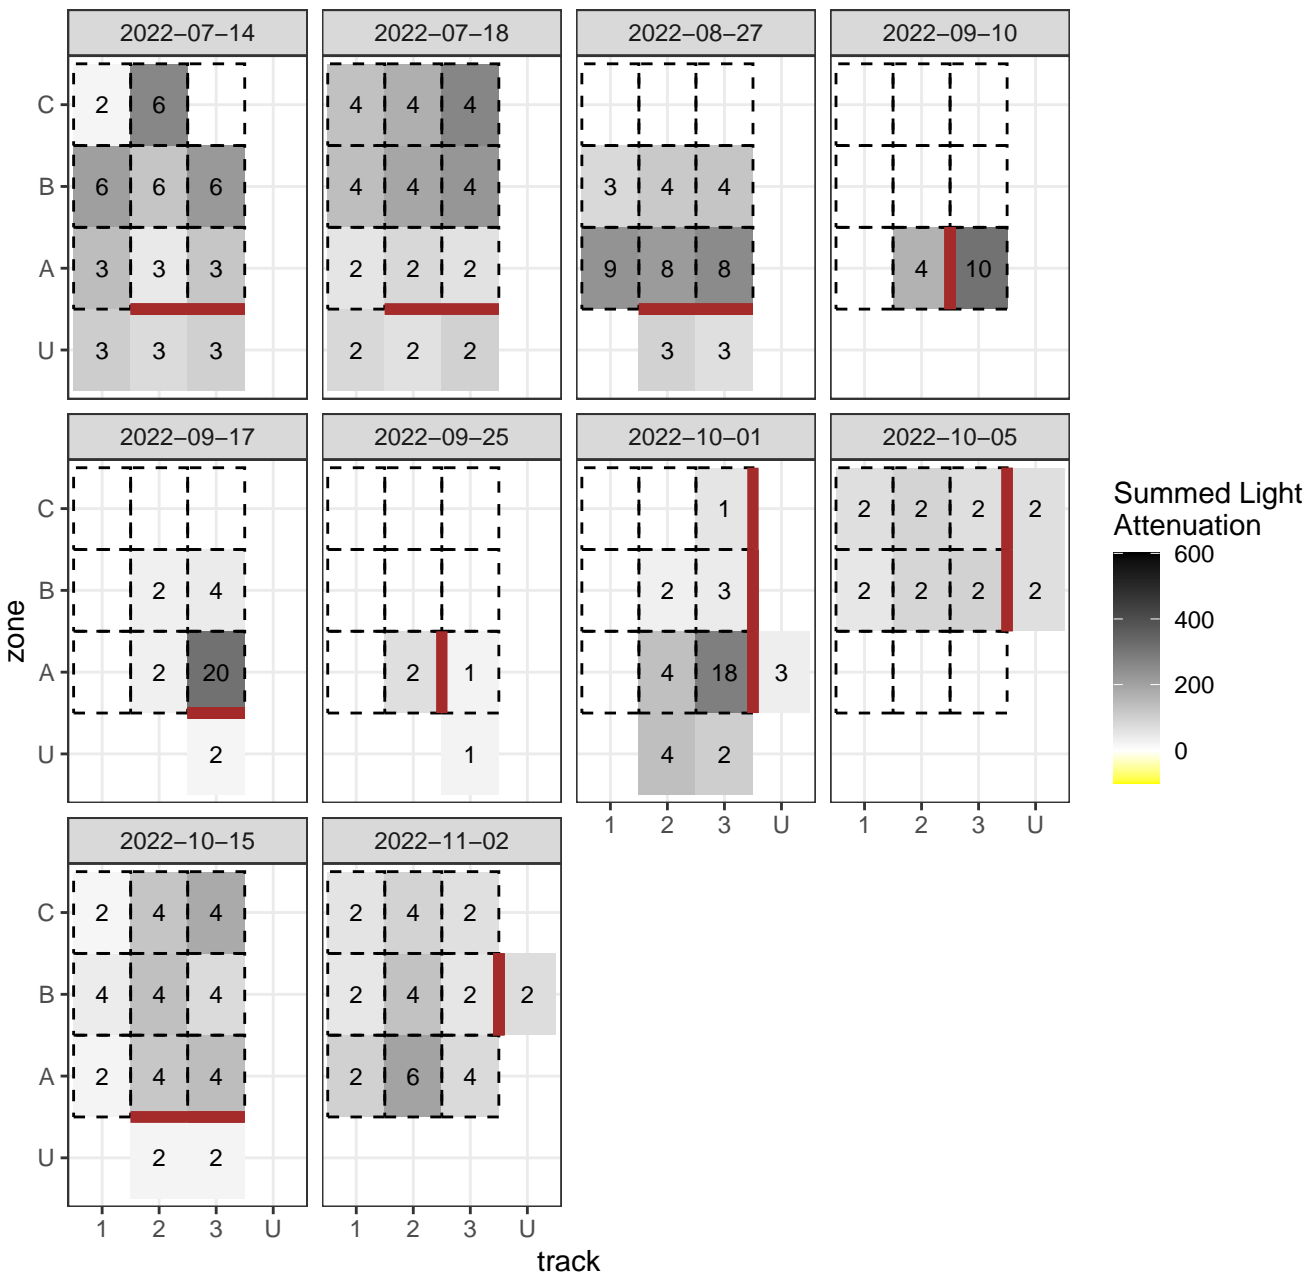 2022−07−14 2022−07−18 2022−08−27 2022−09−10
C 2 6 4 4 4
B 6 6 6 4 4 4 3 4 4
A 3 3 3 2 2 2 9 8 8 4 10
U 3 3 3 2 2 2 3 3
2022−09−17 2022−09−25 2022−10−01 2022−10−05
C 1 2 2 2 2
B 2 4 2 3 2 2 2 2
A 2 20 2 1 4 18 3
U 2 1 4 2
1 2 3 U 1 2 3 U
2022−10−15 2022−11−02
C 2 4 4 2 4 2
B 4 4 4 2 4 2 2
A 2 4 4 2 6 4
U 2 2
1 2 3 U 1 2 3 U
track
zone
Summed Light
Attenuation
600
400
200
0